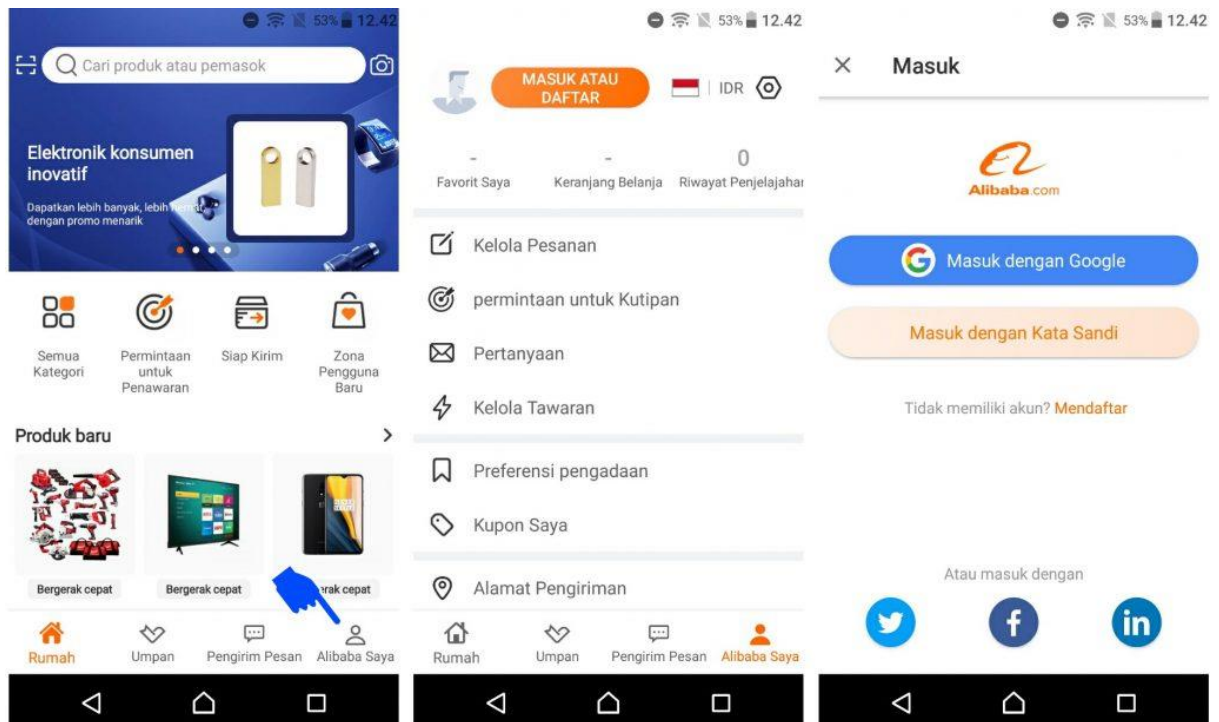 53% 12.42
Cari produk atau pemasok
Elektronik konsumen
inovatif
Dapatkan lebih banyak, lebih hemat
dengan promo menarik
Semua
Kategori
Permintaan
untuk
Penawaran
Siap Kirim
Zona
Pengguna
Baru
Produk baru
Bergerak cepat
Bergerak cepat
erak cepat
Rumah
Umpan
Pengirim Pesan
Alibaba Saya
53% 12.42
MASUK ATAU
DAFTAR
IDR
-
Favorit Saya
-
Keranjang Belanja
0
Riwayat Penjelajahan
Kelola Pesanan
permintaan untuk Kutipan
Pertanyaan
Kelola Tawaran
Preferensi pengadaan
Kupon Saya
Alamat Pengiriman
Rumah
Umpan
Pengirim Pesan
Alibaba Saya
53% 12.42
Masuk
Alibaba.com
Masuk dengan Google
Masuk dengan Kata Sandi
Tidak memiliki akun? Mendaftar
Atau masuk dengan